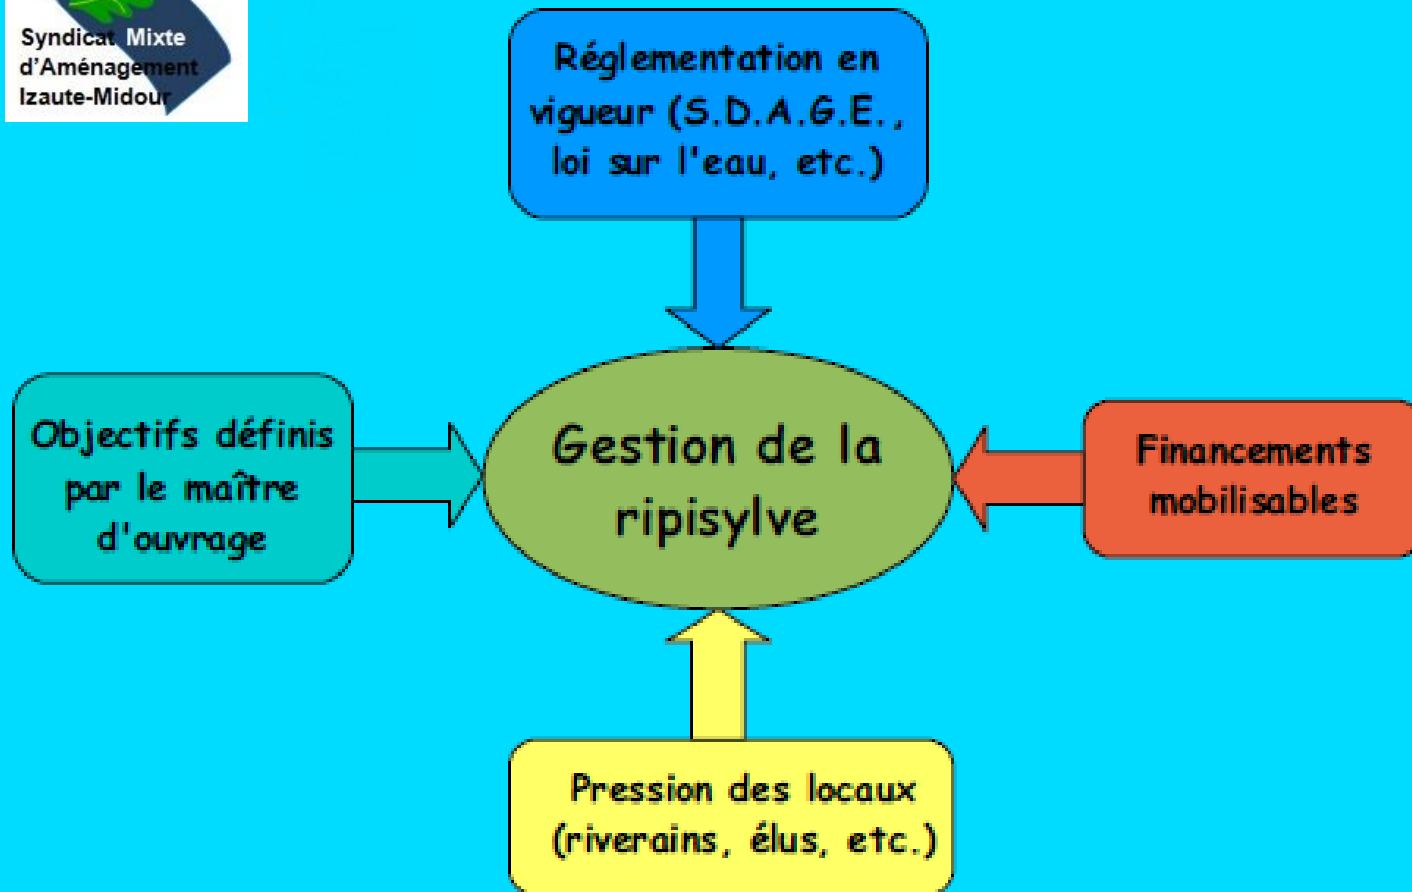 Syndicat Mixte
d'Aménagement
Izaute-Midour
Réglementation en
vigueur (S.D.A.G.E.,
loi sur l'eau, etc.)
Objectifs définis
par le maître
d'ouvrage
Gestion de la
ripisylve
Financements
mobilisables
Pression des locaux
(riverains, élus, etc.)